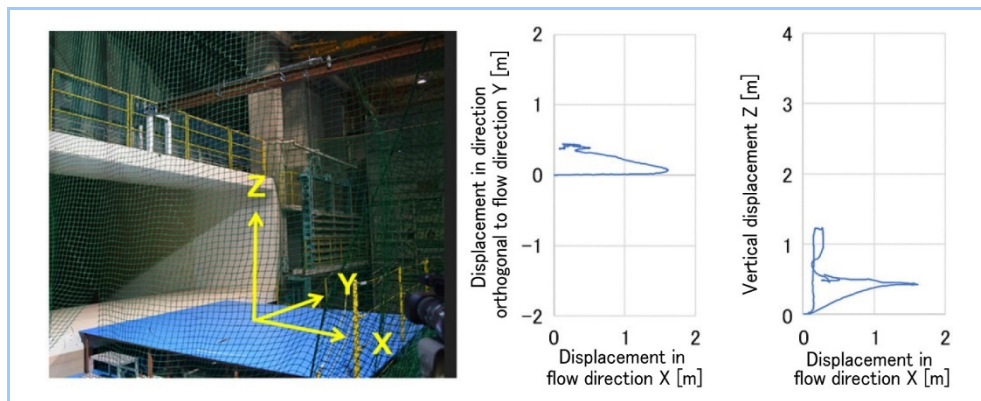 Z
Y
X
Displacement in direction
orthogonal to flow direction Y [m]
2
1
0
-1
-2
0 1 2
Displacement in
flow direction X [m]
Vertical displacement Z [m]
4
3
2
1
0
0 1 2
Displacement in
flow direction X [m]